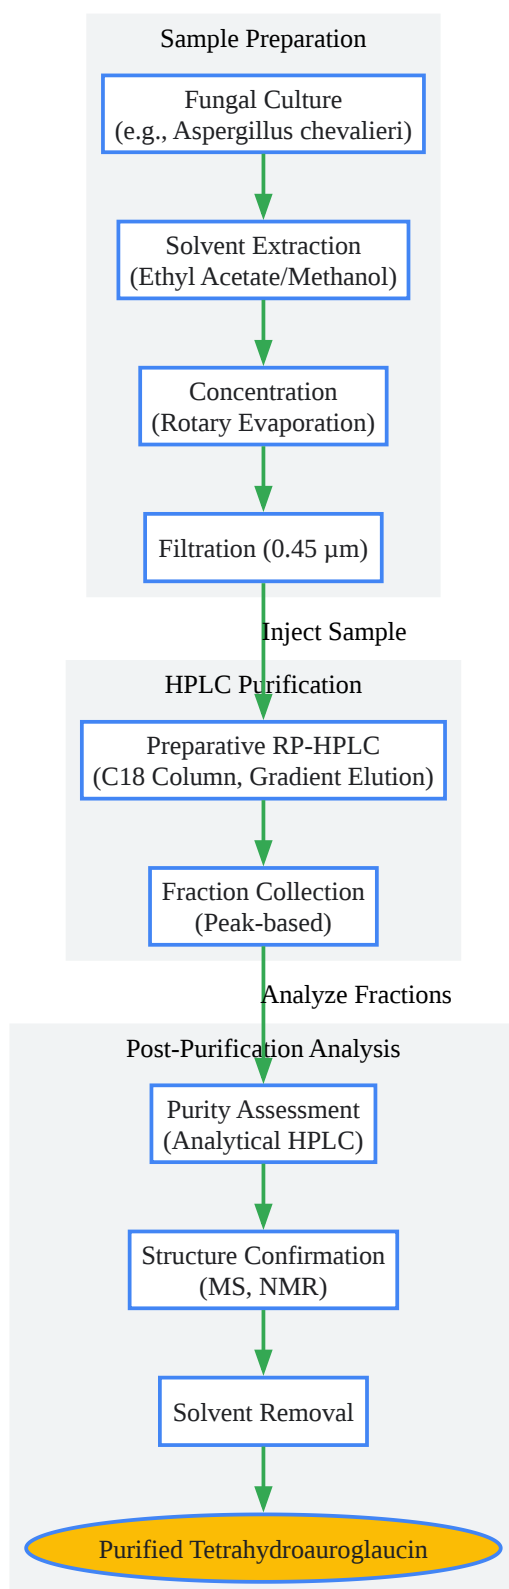 Sample Preparation
Fungal Culture
(e.g., Aspergillus chevalieri)
Solvent Extraction
(Ethyl Acetate/Methanol)
Concentration
(Rotary Evaporation)
Filtration (0.45 µm)
Inject Sample
HPLC Purification
Preparative RP-HPLC
(C18 Column, Gradient Elution)
Fraction Collection
(Peak-based)
Analyze Fractions
Post-Purification Analysis
Purity Assessment
(Analytical HPLC)
Structure Confirmation
(MS, NMR)
Solvent Removal
Purified Tetrahydroauroglaucin